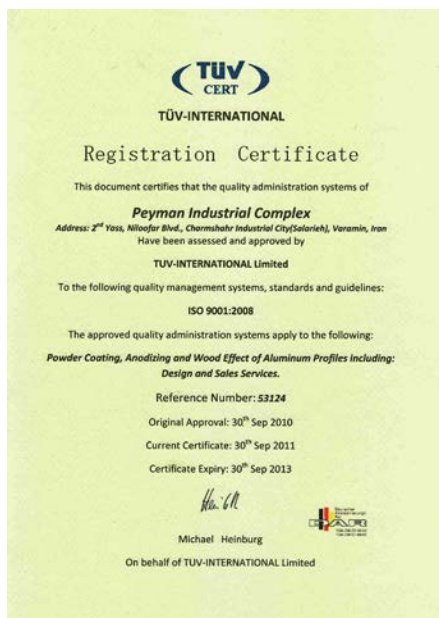 TÜV
CERT
TÜV-INTERNATIONAL
Registration Certificate
This document certifies that the quality administration systems of
Peyman Industrial Complex
Address: 2nd Yass, Niloofar Blvd., Charmshahr Industrial City(Salarieh), Varamin, Iran
Have been assessed and approved by
TUV-INTERNATIONAL Limited
To the following quality management systems, standards and guidelines:
ISO 9001:2008
The approved quality administration systems apply to the following:
Powder Coating, Anodizing and Wood Effect of Aluminum Profiles Including:
Design and Sales Services.
Reference Number: 53124
Original Approval: 30th Sep 2010
Current Certificate: 30th Sep 2011
Certificate Expiry: 30th Sep 2013
DAR
Michael Heinburg
On behalf of TUV-INTERNATIONAL Limited